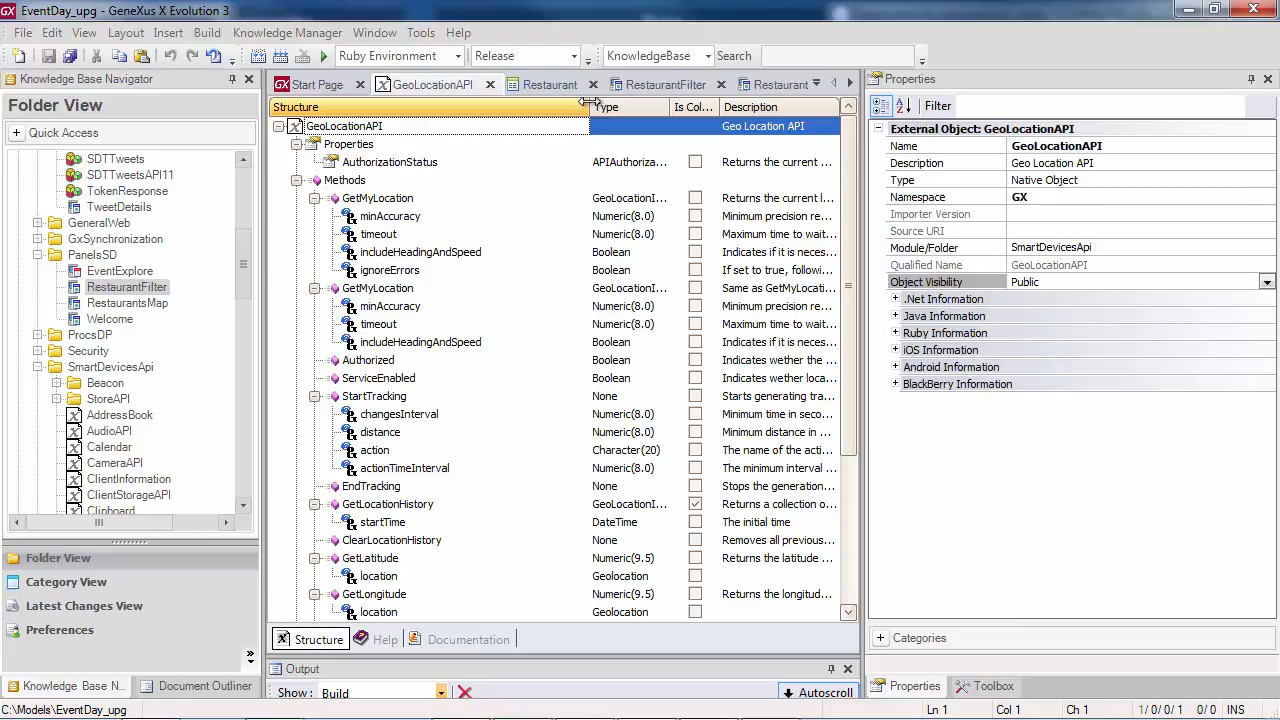 EventDay_upg - GeneXus X Evolution 3
File Edit View Layout Insert Build Knowledge Manager Window Tools Help
Ruby Environment Release KnowledgeBase Search
Knowledge Base Navigator
Folder View
Quick Access
SDTTweets
SDTTweetsAPI11
TokenResponse
TweetDetails
GeneralWeb
GxSynchronization
PanelsSD
EventExplore
RestaurantFilter
RestaurantsMap
Welcome
ProcsDP
Security
SmartDevicesApi
Beacon
StoreAPI
AddressBook
AudioAPI
Calendar
CameraAPI
ClientInformation
ClientStorageAPI
Clipboard
Folder View
Category View
Latest Changes View
Preferences
Knowledge Base N... Document Outliner
Start Page GeoLocationAPI Restaurant RestaurantFilter Restaurant
Structure Type Is Col... Description
GeoLocationAPI Geo Location API
Properties
AuthorizationStatus APIAuthoriza... Returns the current ...
Methods
GetMyLocation GeoLocationI... Returns the current l...
minAccuracy Numeric(8.0) Minimum precision re...
timeout Numeric(8.0) Maximum time to wait...
includeHeadingAndSpeed Boolean Indicates if it is neces...
ignoreErrors Boolean If set to true, followi...
GetMyLocation GeoLocationI... Same as GetMyLocati...
minAccuracy Numeric(8.0) Minimum precision re...
timeout Numeric(8.0) Maximum time to wait...
includeHeadingAndSpeed Boolean Indicates if it is neces...
Authorized Boolean Indicates wether the ...
ServiceEnabled Boolean Indicates wether loca...
StartTracking None Starts generating tra...
changesInterval Numeric(8.0) Minimum time in seco...
distance Numeric(8.0) Minimum distance in ...
action Character(20) The name of the acti...
actionTimeInterval Numeric(8.0) The minimum interval ...
EndTracking None Stops the generation...
GetLocationHistory GeoLocationI... Returns a collection o...
startTime DateTime The initial time
ClearLocationHistory None Removes all previous...
GetLatitude Numeric(9.5) Returns the latitude ...
location Geolocation
GetLongitude Numeric(9.5) Returns the longitud...
location Geolocation
Structure Help Documentation
Output
Show: Build Autoscroll
Properties
Filter
External Object: GeoLocationAPI
Name GeoLocationAPI
Description Geo Location API
Type Native Object
Namespace GX
Importer Version
Source URI
Module/Folder SmartDevicesApi
Qualified Name GeoLocationAPI
Object Visibility Public
.Net Information
Java Information
Ruby Information
iOS Information
Android Information
BlackBerry Information
Categories
Properties Toolbox
C:\Models\EventDay_upg Ln 1 Col 1 Ch 1 1/0/0/1 0/0 INS